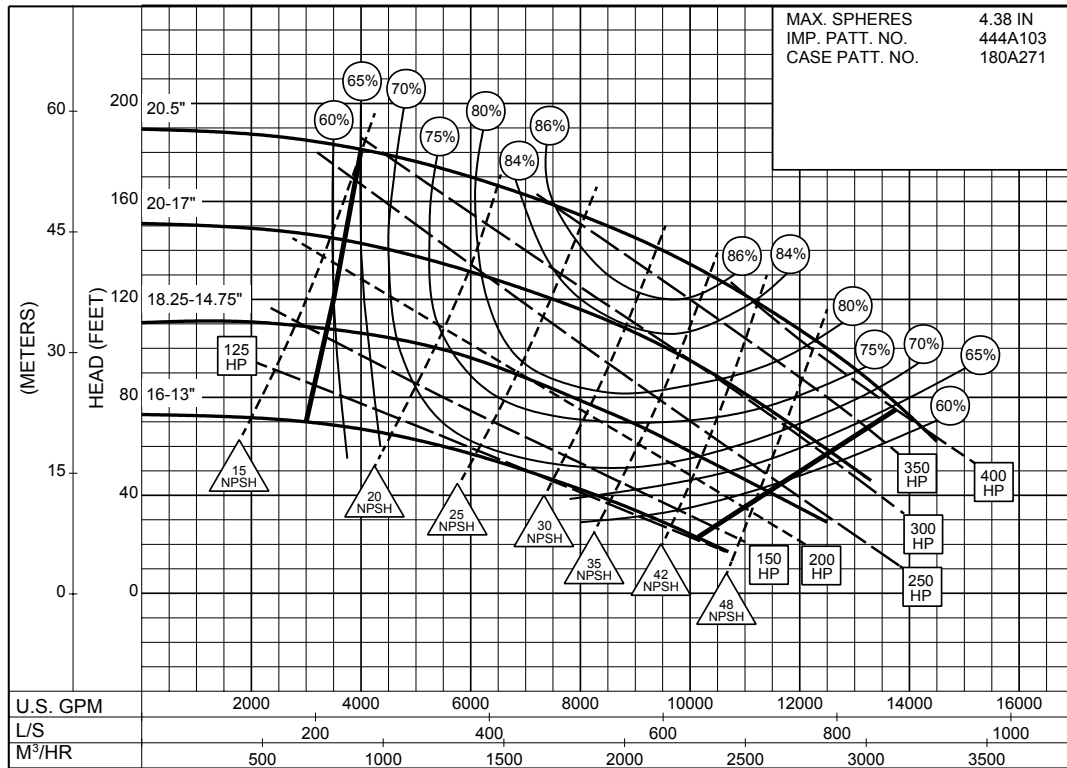 MAX. SPHERES 4.38 IN
IMP. PATT. NO. 444A103
CASE PATT. NO. 180A271
65%
70%
60%
80%
86%
75%
84%
60
200
20.5"
160
20-17"
45
86%
84%
120
18.25-14.75"
80%
(METERS)
HEAD (FEET)
30
125
HP
75%
70%
65%
80
16-13"
60%
15
NPSH
20
NPSH
25
NPSH
30
NPSH
35
NPSH
42
NPSH
48
NPSH
350
HP
400
HP
300
HP
150
HP
200
HP
250
HP
15
40
0
0
U.S. GPM 2000 4000 6000 8000 10000 12000 14000 16000
L/S 200 400 600 800 1000
M³/HR 500 1000 1500 2000 2500 3000 3500